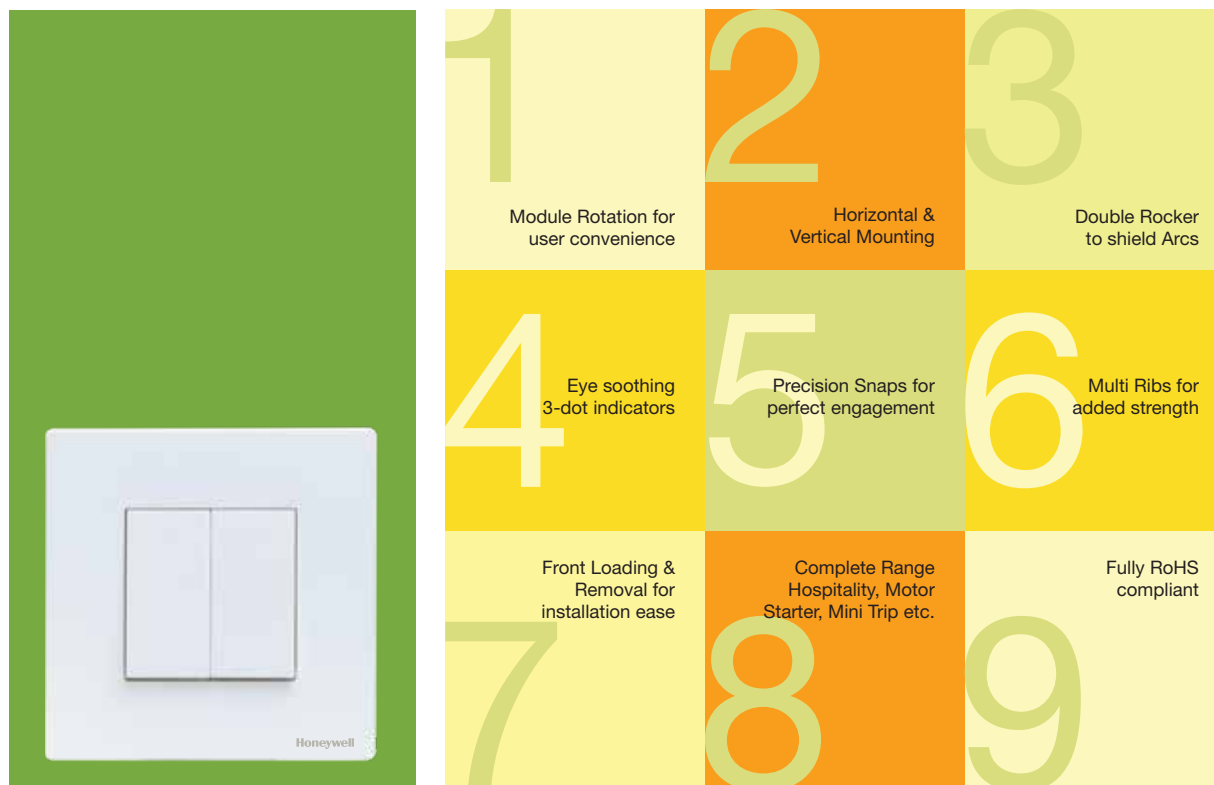 Honeywell
1
Module Rotation for
user convenience
2
Horizontal &
Vertical Mounting
3
Double Rocker
to shield Arcs
4
Eye soothing
3-dot indicators
5
Precision Snaps for
perfect engagement
6
Multi Ribs for
added strength
7
Front Loading &
Removal for
installation ease
8
Complete Range
Hospitality, Motor
Starter, Mini Trip etc.
9
Fully RoHS
compliant